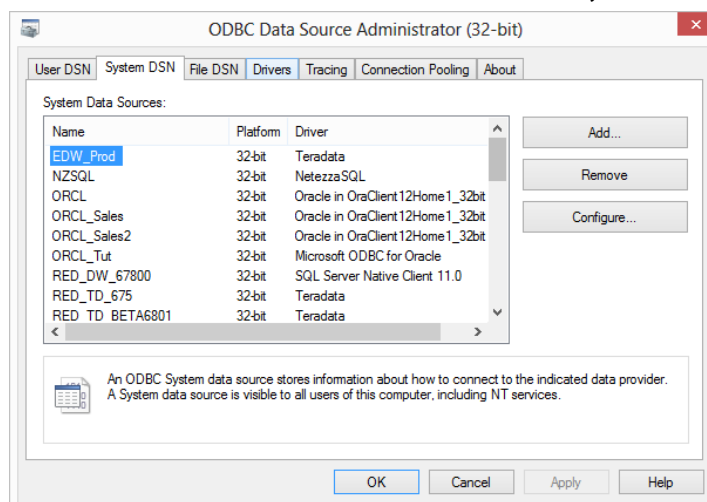 ODBC Data Source Administrator (32-bit)
User DSN System DSN File DSN Drivers Tracing Connection Pooling About
System Data Sources:
Name Platform Driver
EDW_Prod 32-bit Teradata
NZSQL 32-bit NetezzaSQL
ORCL 32-bit Oracle in OraClient12Home1_32bit
ORCL_Sales 32-bit Oracle in OraClient12Home1_32bit
ORCL_Sales2 32-bit Oracle in OraClient12Home1_32bit
ORCL_Tut 32-bit Microsoft ODBC for Oracle
RED_DW_67800 32-bit SQL Server Native Client 11.0
RED_TD_675 32-bit Teradata
RED_TD_BETA6801 32-bit Teradata
Add...
Remove
Configure...
An ODBC System data source stores information about how to connect to the indicated data provider.
A System data source is visible to all users of this computer, including NT services.
OK Cancel Apply Help